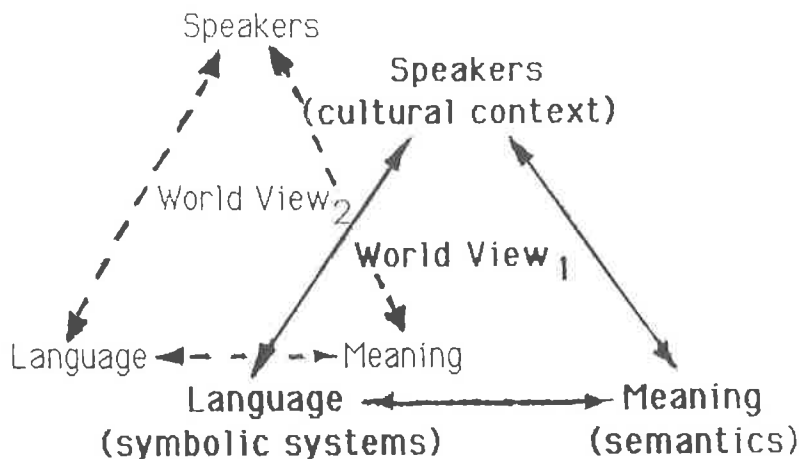 Speakers
Speakers
(cultural context)
World View2
World View1
Language
Meaning
Language
Meaning
(symbolic systems)
(semantics)